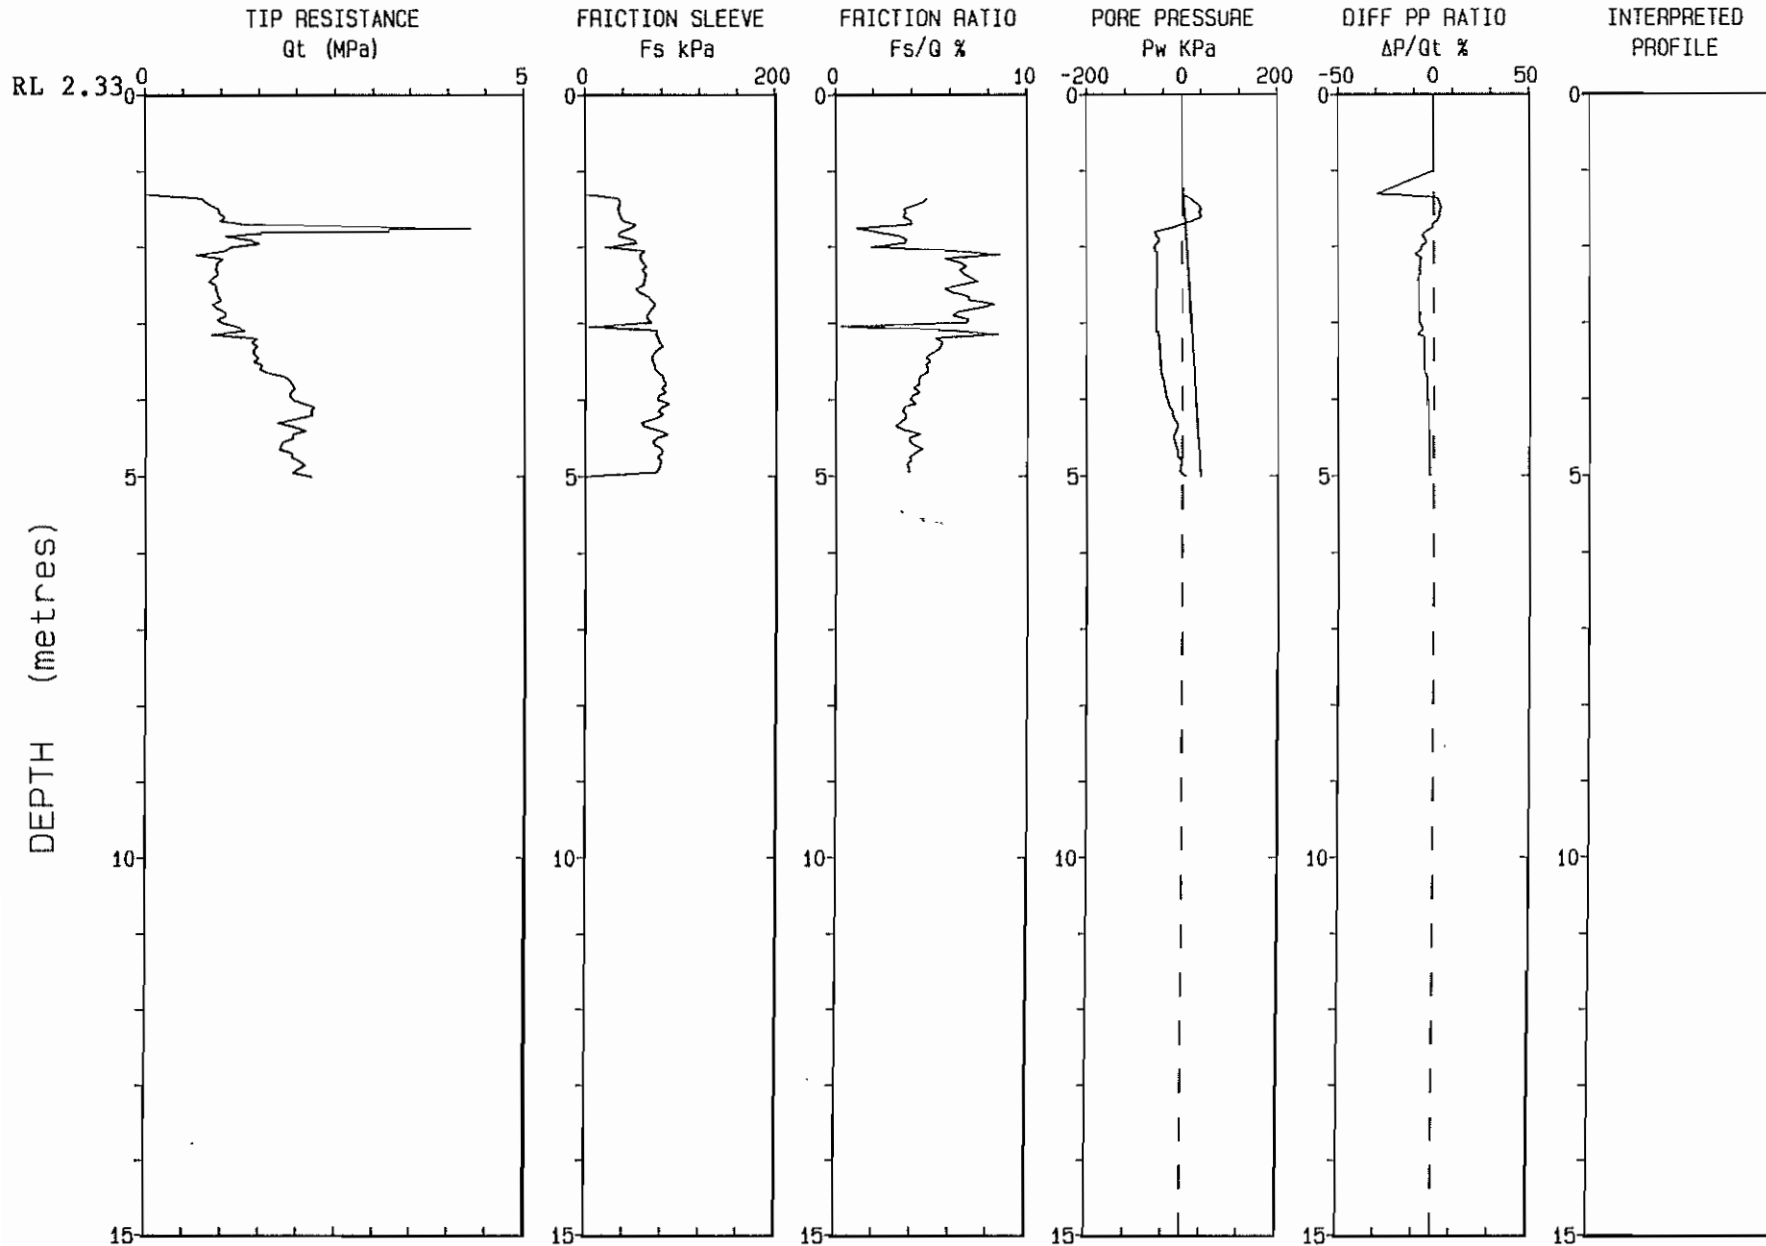 TIP RESISTANCE
Qt (MPa)
FRICTION SLEEVE
Fs kPa
FRICTION RATIO
Fs/Q %
PORE PRESSURE
Pw KPa
DIFF PP RATIO
ΔP/Qt %
INTERPRETED
PROFILE
RL 2.33
0 5
0 200
0 10
-200 0 200
-50 0 50
0 0 0 0 0 0
5 5 5 5 5
10 10 10 10 10 10
15 15 15 15 15 15
DEPTH (metres)